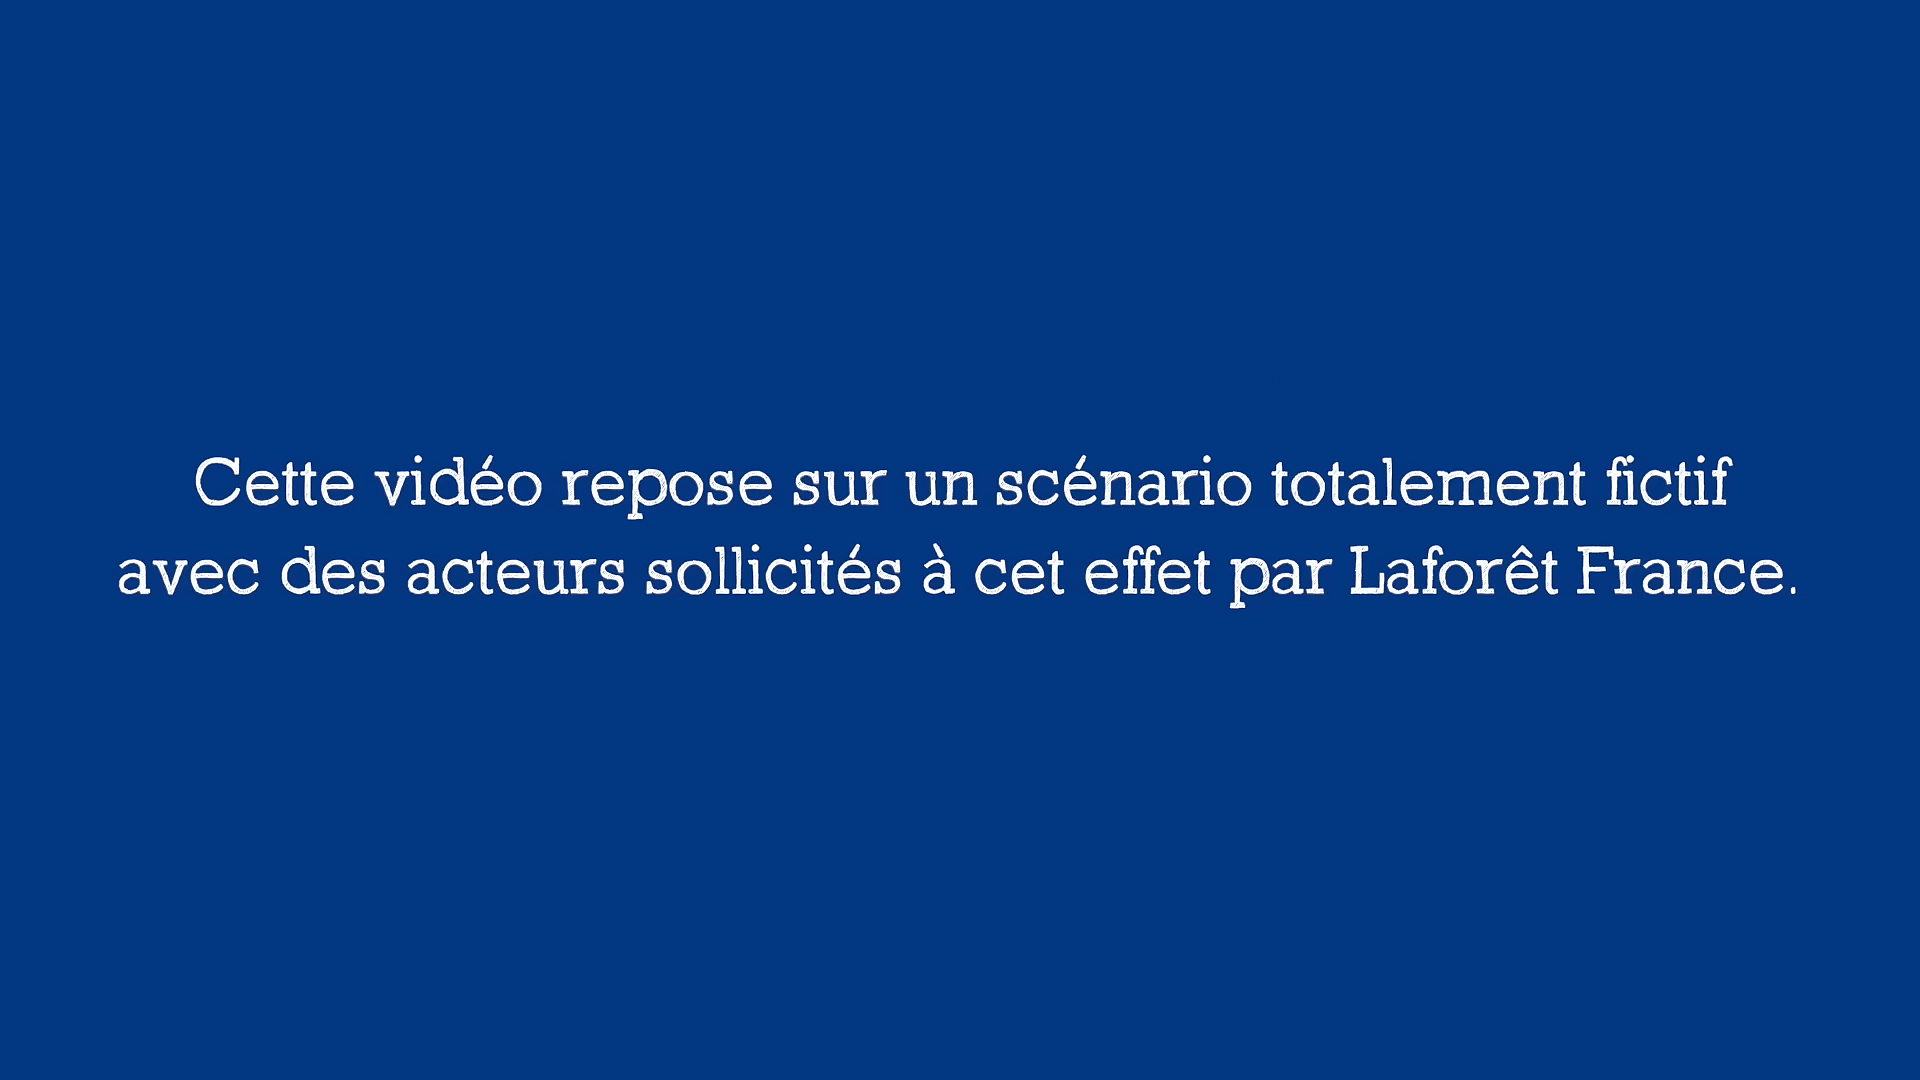 Cette vidéo repose sur un scénario totalement fictif
avec des acteurs sollicités à cet effet par Laforêt France.